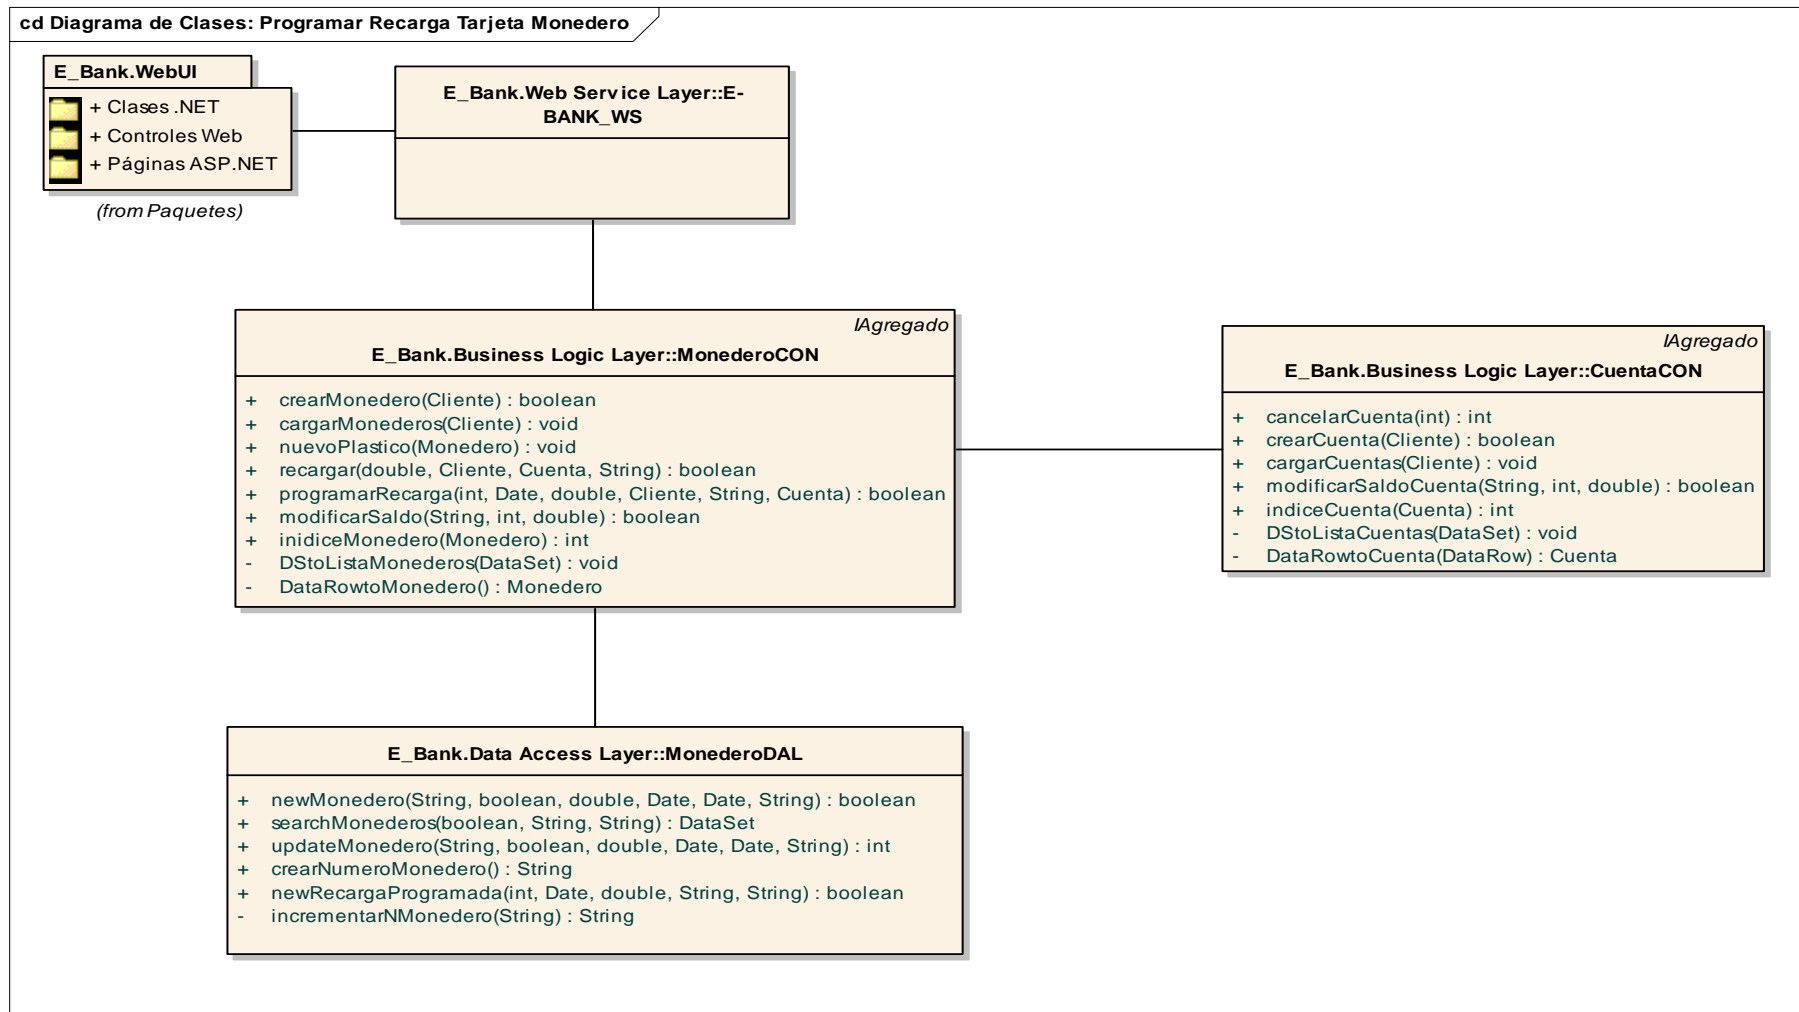 cd Diagrama de Clases: Programar Recarga Tarjeta Monedero
E_Bank.WebUI
+ Clases .NET
+ Controles Web
+ Páginas ASP.NET
(from Paquetes)
E_Bank.Web Service Layer::E-
BANK_WS
IAgregado
E_Bank.Business Logic Layer::MonederoCON
+ crearMonedero(Cliente) : boolean
+ cargarMonederos(Cliente) : void
+ nuevoPlastico(Monedero) : void
+ recargar(double, Cliente, Cuenta, String) : boolean
+ programarRecarga(int, Date, double, Cliente, String, Cuenta) : boolean
+ modificarSaldo(String, int, double) : boolean
+ inidiceMonedero(Monedero) : int
- DStoListaMonederos(DataSet) : void
- DataRowtoMonedero() : Monedero
IAgregado
E_Bank.Business Logic Layer::CuentaCON
+ cancelarCuenta(int) : int
+ crearCuenta(Cliente) : boolean
+ cargarCuentas(Cliente) : void
+ modificarSaldoCuenta(String, int, double) : boolean
+ indiceCuenta(Cuenta) : int
- DStoListaCuentas(DataSet) : void
- DataRowtoCuenta(DataRow) : Cuenta
E_Bank.Data Access Layer::MonederoDAL
+ newMonedero(String, boolean, double, Date, Date, String) : boolean
+ searchMonederos(boolean, String, String) : DataSet
+ updateMonedero(String, boolean, double, Date, Date, String) : int
+ crearNumeroMonedero() : String
+ newRecargaProgramada(int, Date, double, String, String) : boolean
- incrementarNMonedero(String) : String